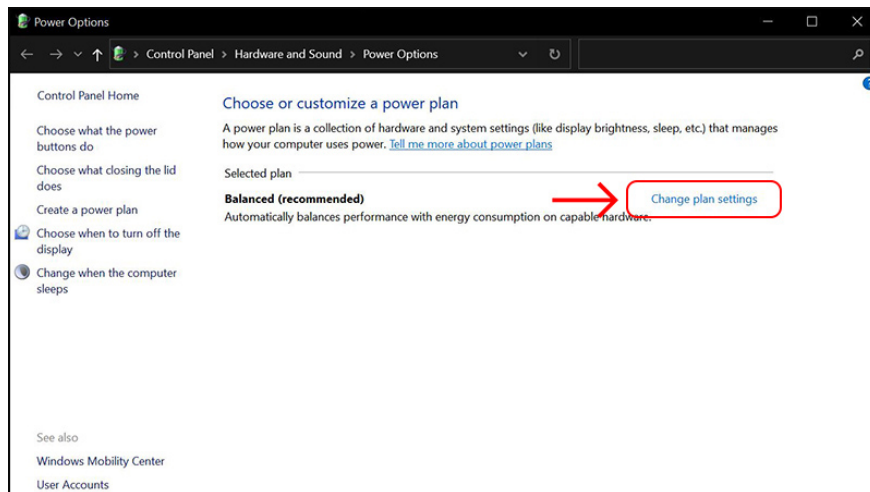 Power Options
Control Panel > Hardware and Sound > Power Options
Control Panel Home
Choose what the power
buttons do
Choose what closing the lid
does
Create a power plan
Choose when to turn off the
display
Change when the computer
sleeps
See also
Windows Mobility Center
User Accounts
Choose or customize a power plan
A power plan is a collection of hardware and system settings (like display brightness, sleep, etc.) that manages
how your computer uses power. Tell me more about power plans
Selected plan
Balanced (recommended)
Change plan settings
Automatically balances performance with energy consumption on capable hardware.